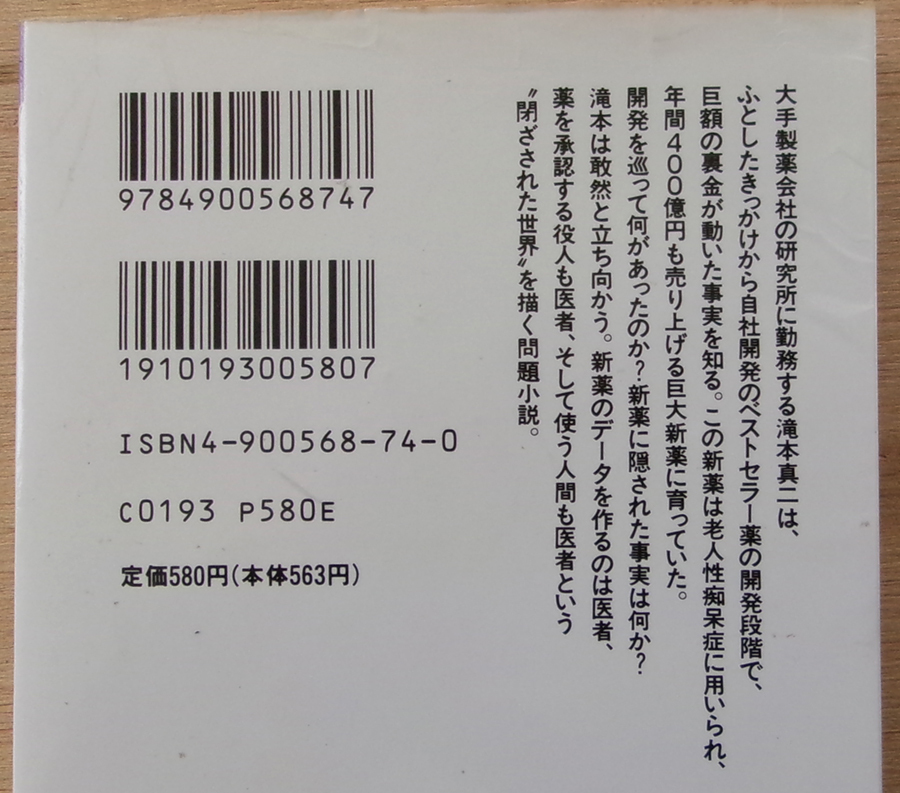 大手製薬会社の研究所に勤務する滝本真二は、
ふとしたきっかけから自社開発のベストセラー薬の開発段階で、
巨額の裏金が動いた事実を知る。この新薬は老人性痴呆症に用いられ、
年間400億円も売り上げる巨大新薬に育っていた。
開発を巡って何があったのか?新薬に隠された事実は何か?
滝本は敢然と立ち向かう。新薬のデータを作るのは医者、
薬を承認する役人も医者、そして使う人間も医者という
〝閉ざされた世界〟を描く問題小説。
9784900568747
1910193005807
ISBN4-900568-74-0
C0193 P580E
定価580円(本体563円)